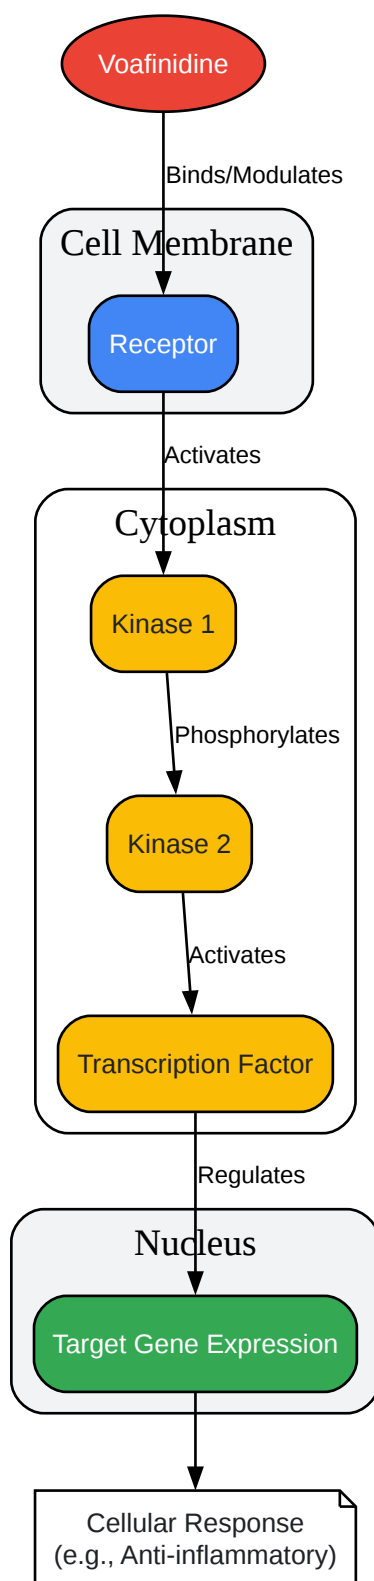 Voafinidine
Binds/Modulates
Cell Membrane
Receptor
Activates
Cytoplasm
Kinase 1
Phosphorylates
Kinase 2
Activates
Transcription Factor
Regulates
Nucleus
Target Gene Expression
Cellular Response
(e.g., Anti-inflammatory)